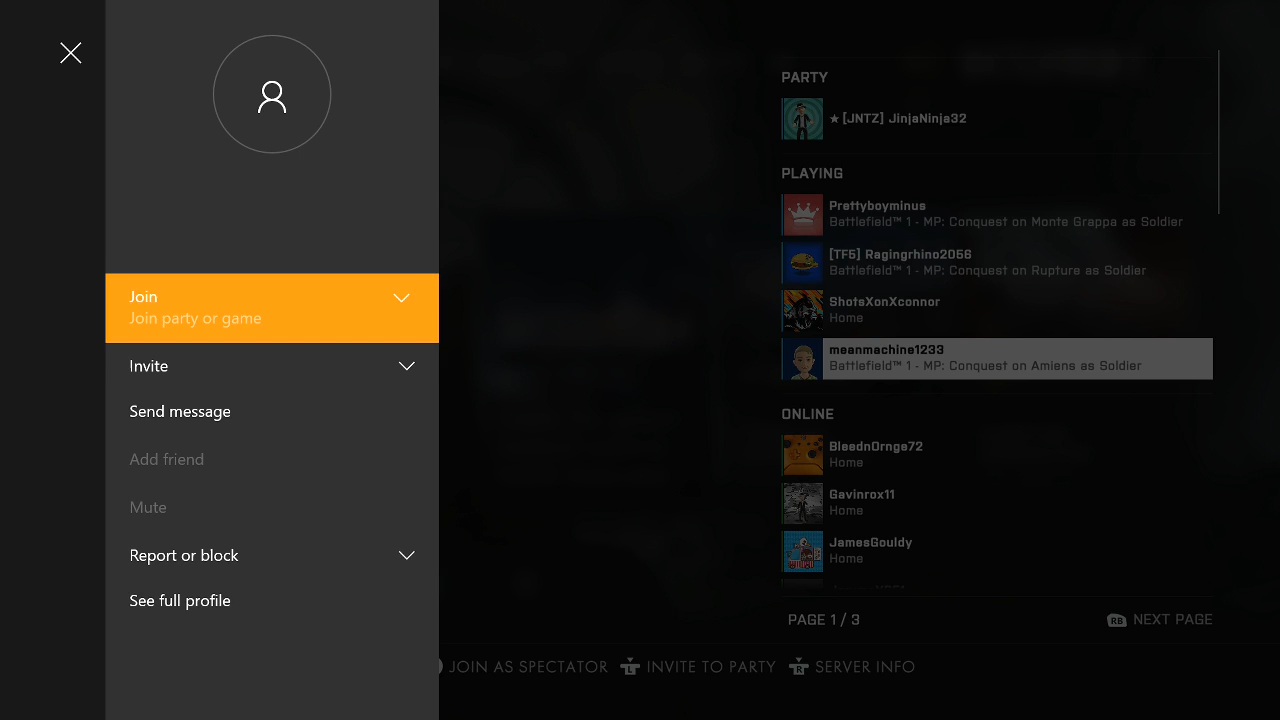 Join
Join party or game
Invite
Send message
Add friend
Mute
Report or block
See full profile
PARTY
★ [JNTZ] JinjaNinja32
PLAYING
Prettyboyminus
Battlefield™ 1 - MP: Conquest on Monte Grappa as Soldier
[TF5] Ragingrhino2056
Battlefield™ 1 - MP: Conquest on Rupture as Soldier
ShotsXonXconnor
Home
meanmachine1233
Battlefield™ 1 - MP: Conquest on Amiens as Soldier
ONLINE
BleednOrnge72
Home
Gavinrox11
Home
JamesGouldy
Home
PAGE 1 / 3
RB NEXT PAGE
JOIN AS SPECTATOR L INVITE TO PARTY R SERVER INFO